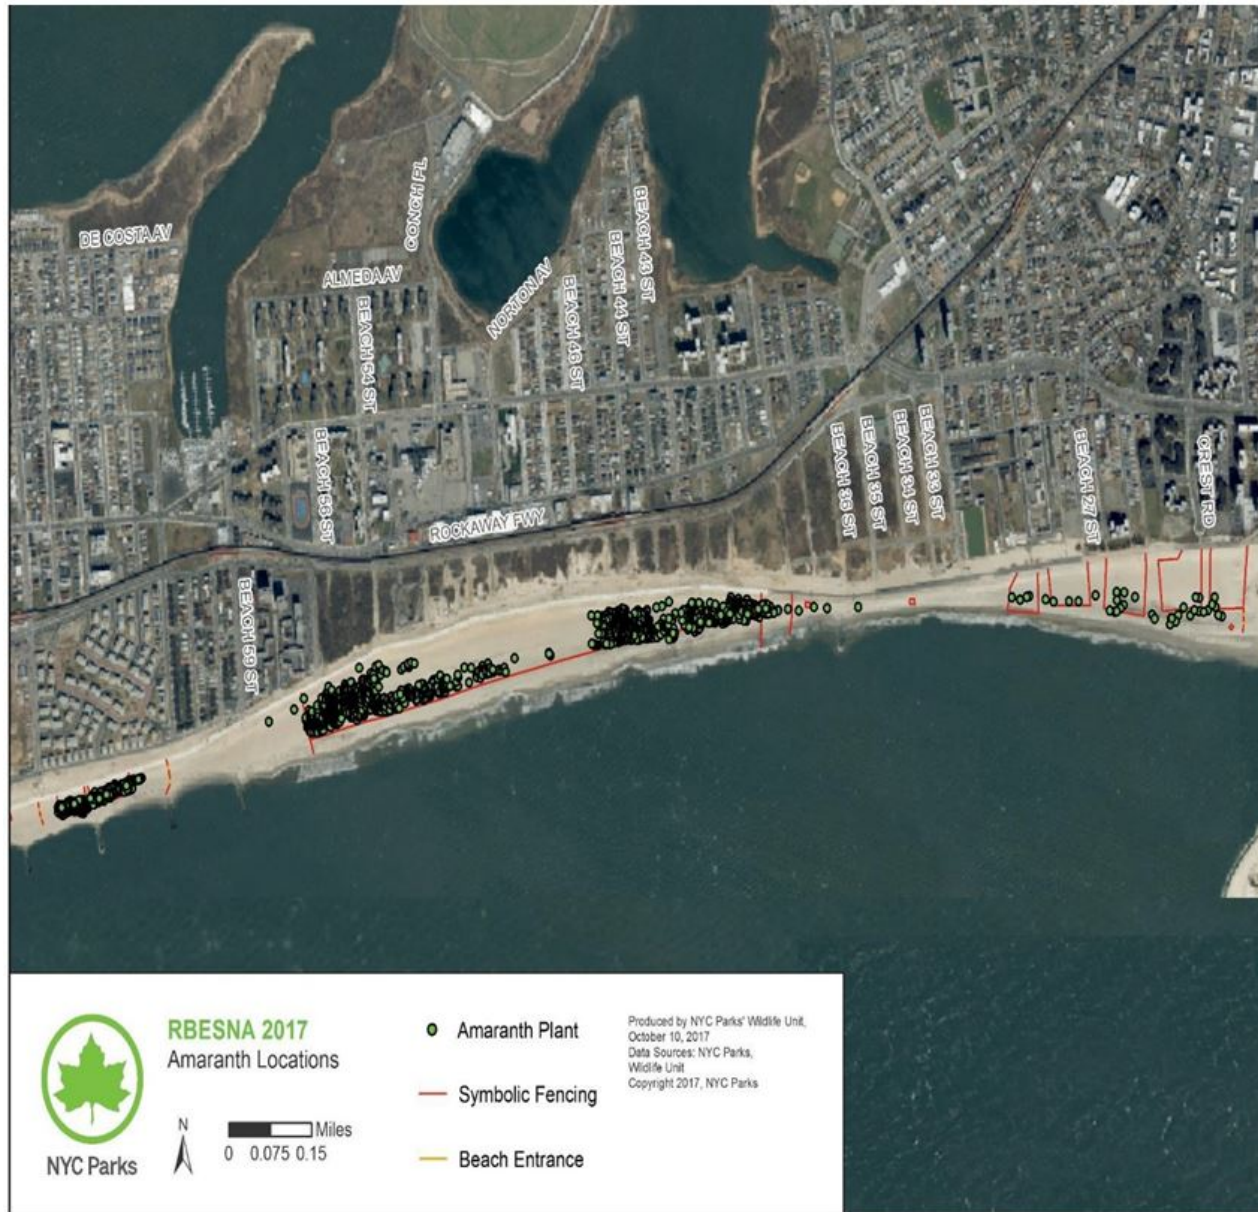 DE COSTA AV
CONCH PL
ALMEDA AV
BEACH 54 ST
NORTON AV
BEACH 43 ST
BEACH 44 ST
BEACH 56 ST
ROCKAWAY FWY
BEACH 36 ST
BEACH 35 ST
BEACH 34 ST
BEACH 33 ST
BEACH 27 ST
CREST RD
BEACH 59 ST
RBESNA 2017
Amaranth Locations
N
Miles
0 0.075 0.15
NYC Parks
Amaranth Plant
Symbolic Fencing
Beach Entrance
Produced by NYC Parks' Wildlife Unit,
October 10, 2017
Data Sources: NYC Parks,
Wildlife Unit
Copyright 2017, NYC Parks